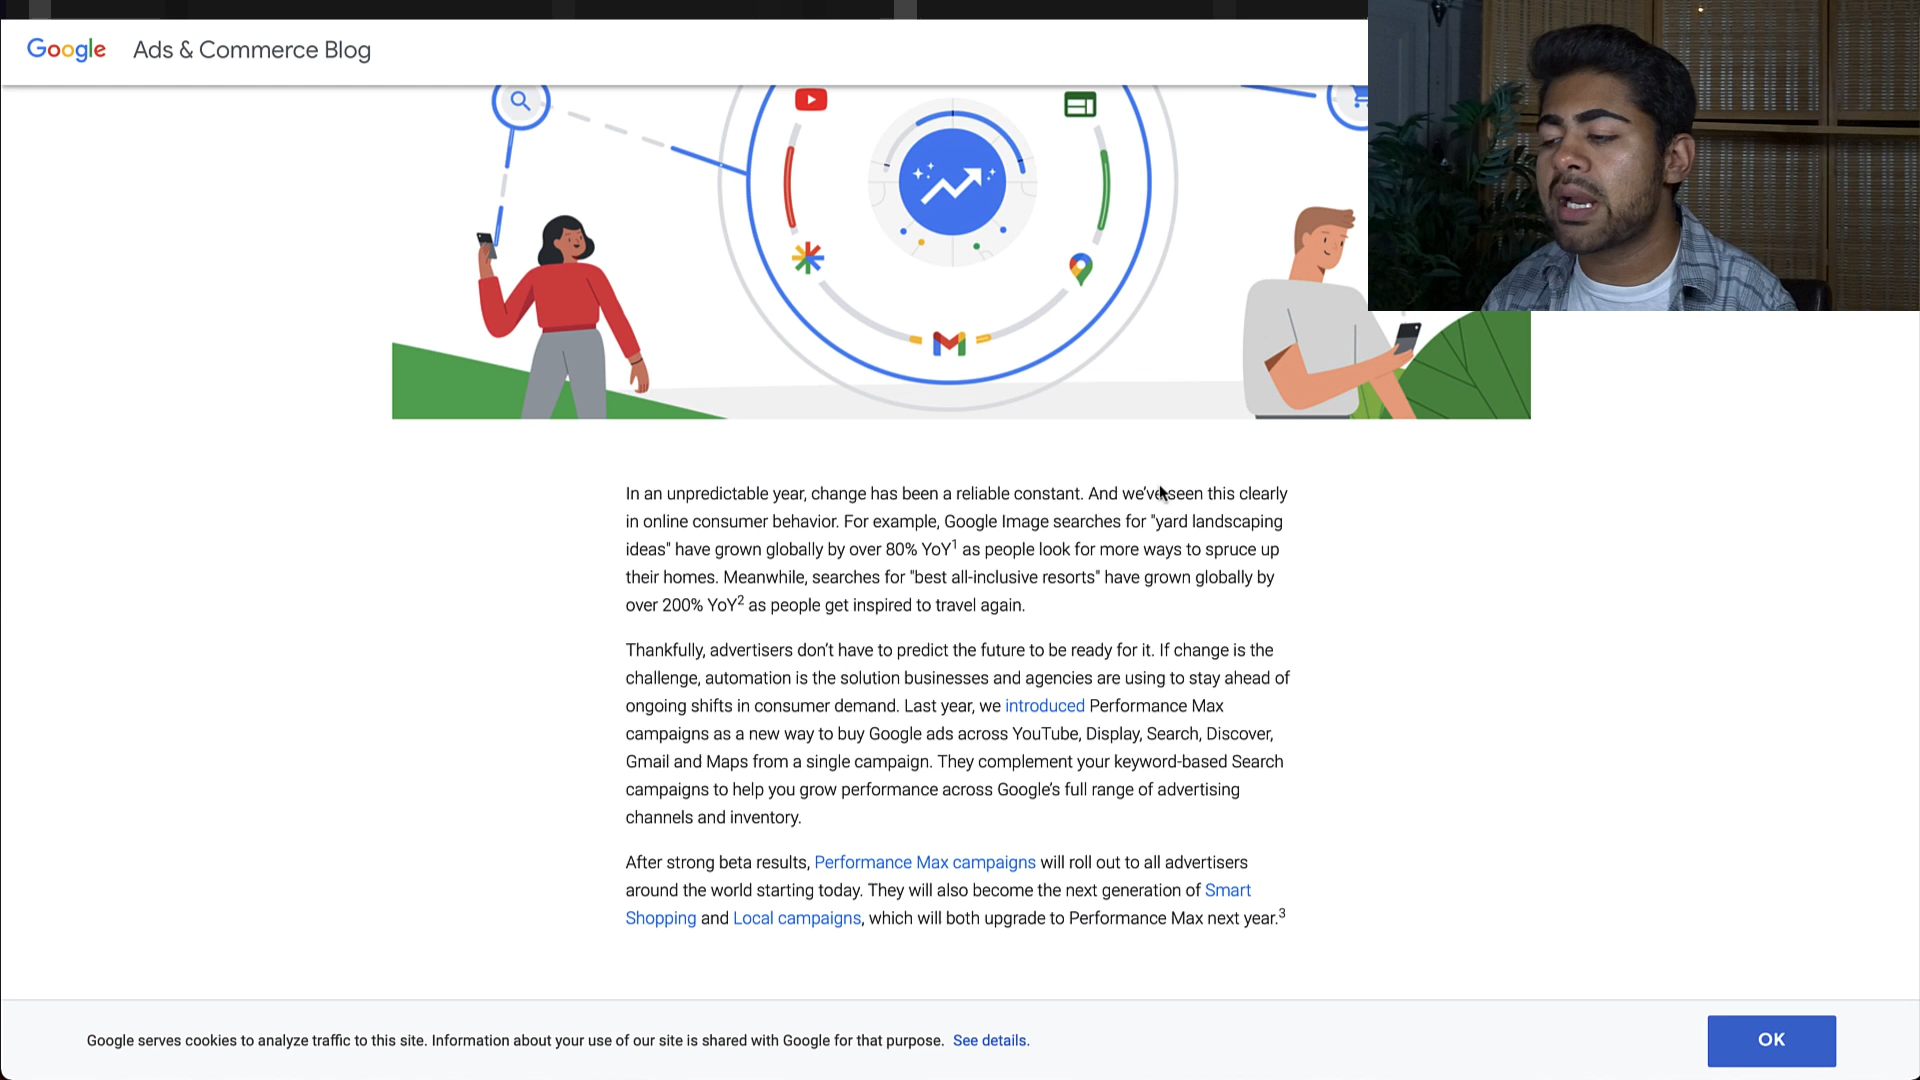 Google Ads & Commerce Blog
In an unpredictable year, change has been a reliable constant. And we've seen this clearly
in online consumer behavior. For example, Google Image searches for "yard landscaping
ideas" have grown globally by over 80% YoY1 as people look for more ways to spruce up
their homes. Meanwhile, searches for "best all-inclusive resorts" have grown globally by
over 200% YoY2 as people get inspired to travel again.
Thankfully, advertisers don't have to predict the future to be ready for it. If change is the
challenge, automation is the solution businesses and agencies are using to stay ahead of
ongoing shifts in consumer demand. Last year, we introduced Performance Max
campaigns as a new way to buy Google ads across YouTube, Display, Search, Discover,
Gmail and Maps from a single campaign. They complement your keyword-based Search
campaigns to help you grow performance across Google's full range of advertising
channels and inventory.
After strong beta results, Performance Max campaigns will roll out to all advertisers
around the world starting today. They will also become the next generation of Smart
Shopping and Local campaigns, which will both upgrade to Performance Max next year.3
Google serves cookies to analyze traffic to this site. Information about your use of our site is shared with Google for that purpose. See details.
OK